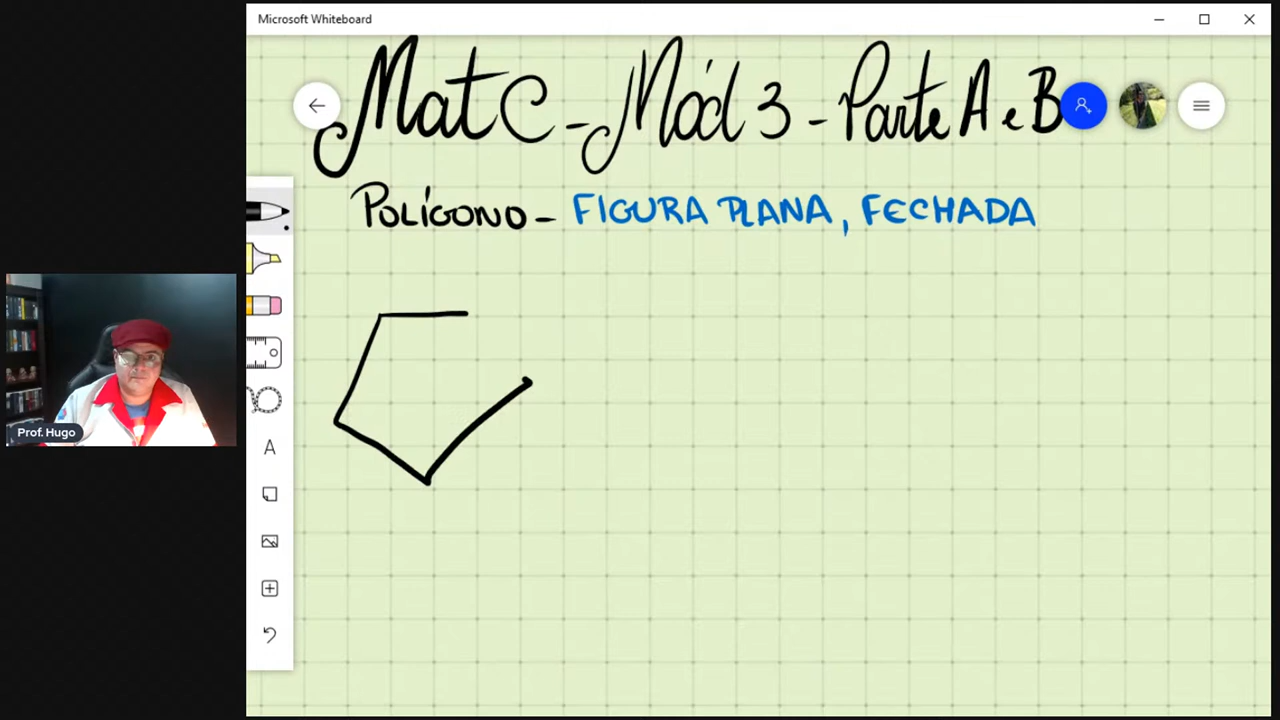 Microsoft Whiteboard
Mat C - Mód 3 - Parte A e B
POLÍGONO - FIGURA PLANA, FECHADA
A
Prof. Hugo